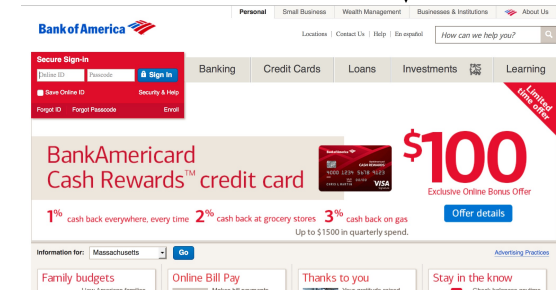 Personal Small Business Wealth Management Businesses & Institutions About Us
Bank of America
Locations Contact Us Help En español How can we help you?
Secure Sign-in
Online ID Passcode Sign In
Save Online ID Security & Help
Forgot ID Forgot Passcode Enroll
Banking Credit Cards Loans Investments Learning
Limited
time offer
BankAmericard
Cash Rewards™ credit card
BankAmerica
CASH REWARDS
VISA
$100
Exclusive Online Bonus Offer
Offer details
1% cash back everywhere, every time 2% cash back at grocery stores 3% cash back on gas
Up to $1500 in quarterly spend.
Information for: Massachusetts Go Advertising Practices
Family budgets Online Bill Pay Thanks to you Stay in the know